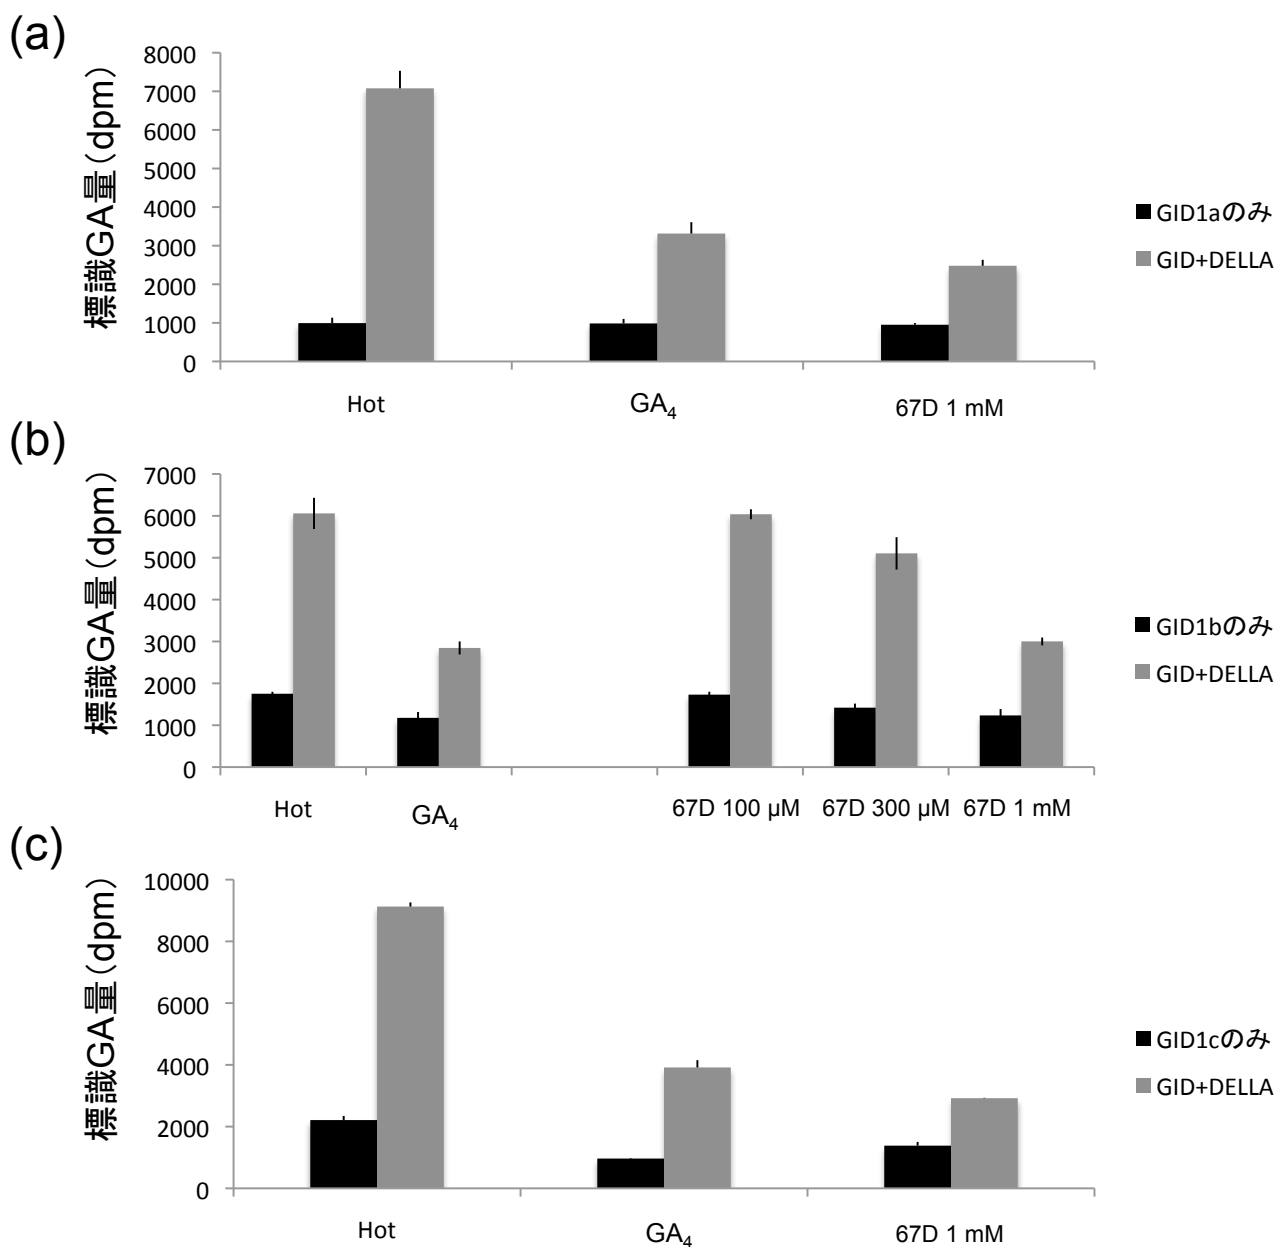 (a)
標識GA量(dpm)
8000
7000
6000
5000
4000
3000
2000
1000
0
Hot
GA₄
67D 1 mM
GID1aのみ
GID+DELLA
(b)
標識GA量(dpm)
7000
6000
5000
4000
3000
2000
1000
0
Hot
GA₄
67D 100 µM
67D 300 µM
67D 1 mM
GID1bのみ
GID+DELLA
(c)
標識GA量(dpm)
10000
8000
6000
4000
2000
0
Hot
GA₄
67D 1 mM
GID1cのみ
GID+DELLA